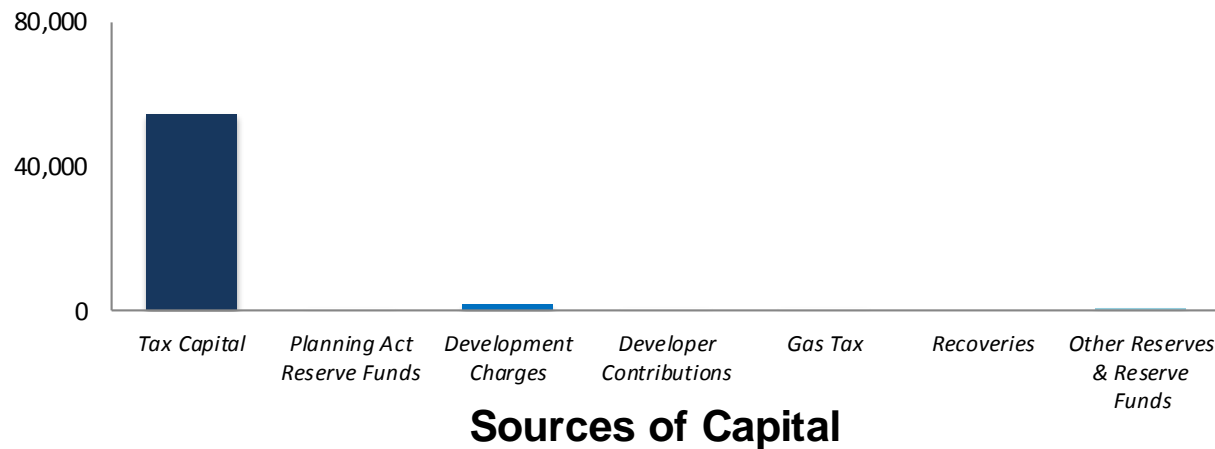 80,000
40,000
0
Tax Capital
Planning Act
Reserve Funds
Development
Charges
Developer
Contributions
Gas Tax
Recoveries
Other Reserves
& Reserve
Funds
Sources of Capital